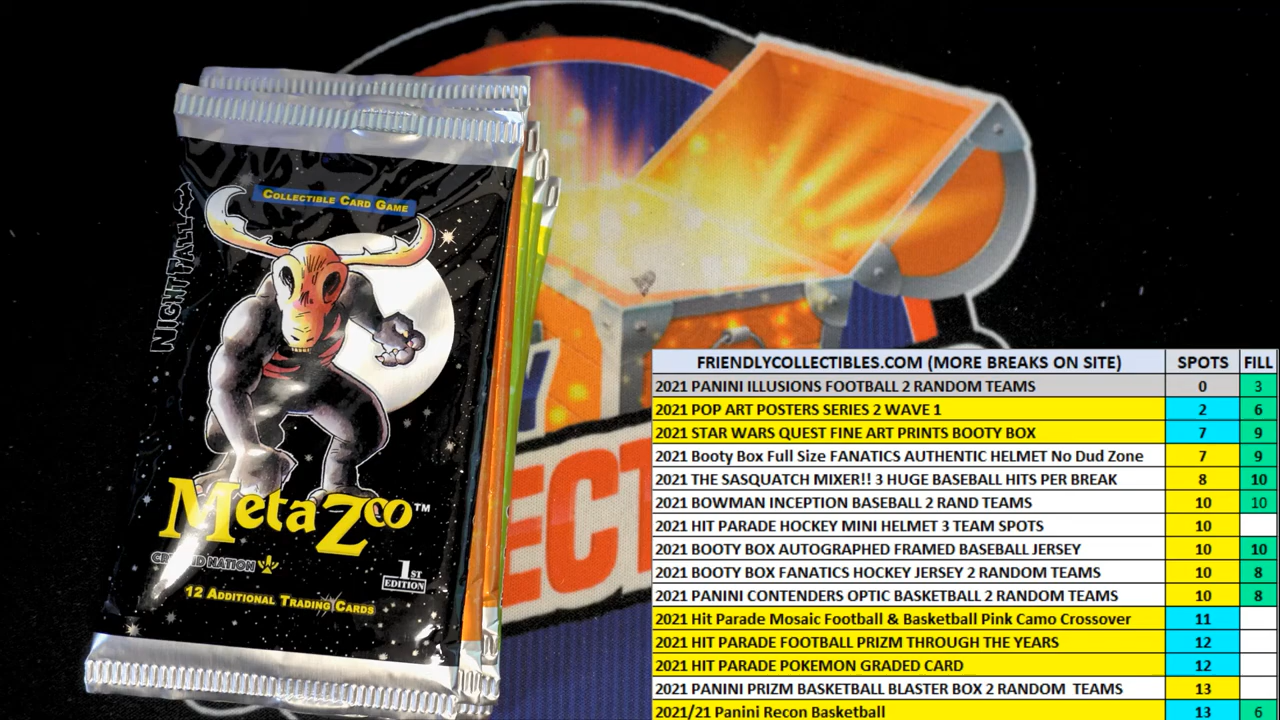 COLLECTIBLE CARD GAME
NIGHTFALL
METAZOO™
CRYPTID NATION
1ST
EDITION
12 ADDITIONAL TRADING CARDS
ECT
FRIENDLYCOLLECTIBLES.COM (MORE BREAKS ON SITE) SPOTS FILL
2021 PANINI ILLUSIONS FOOTBALL 2 RANDOM TEAMS 0 3
2021 POP ART POSTERS SERIES 2 WAVE 1 2 6
2021 STAR WARS QUEST FINE ART PRINTS BOOTY BOX 7 9
2021 Booty Box Full Size FANATICS AUTHENTIC HELMET No Dud Zone 7 9
2021 THE SASQUATCH MIXER!! 3 HUGE BASEBALL HITS PER BREAK 8 10
2021 BOWMAN INCEPTION BASEBALL 2 RAND TEAMS 10 10
2021 HIT PARADE HOCKEY MINI HELMET 3 TEAM SPOTS 10
2021 BOOTY BOX AUTOGRAPHED FRAMED BASEBALL JERSEY 10 10
2021 BOOTY BOX FANATICS HOCKEY JERSEY 2 RANDOM TEAMS 10 8
2021 PANINI CONTENDERS OPTIC BASKETBALL 2 RANDOM TEAMS 10 8
2021 Hit Parade Mosaic Football & Basketball Pink Camo Crossover 11
2021 HIT PARADE FOOTBALL PRIZM THROUGH THE YEARS 12
2021 HIT PARADE POKEMON GRADED CARD 12
2021 PANINI PRIZM BASKETBALL BLASTER BOX 2 RANDOM TEAMS 13
2021/21 Panini Recon Basketball 13 6